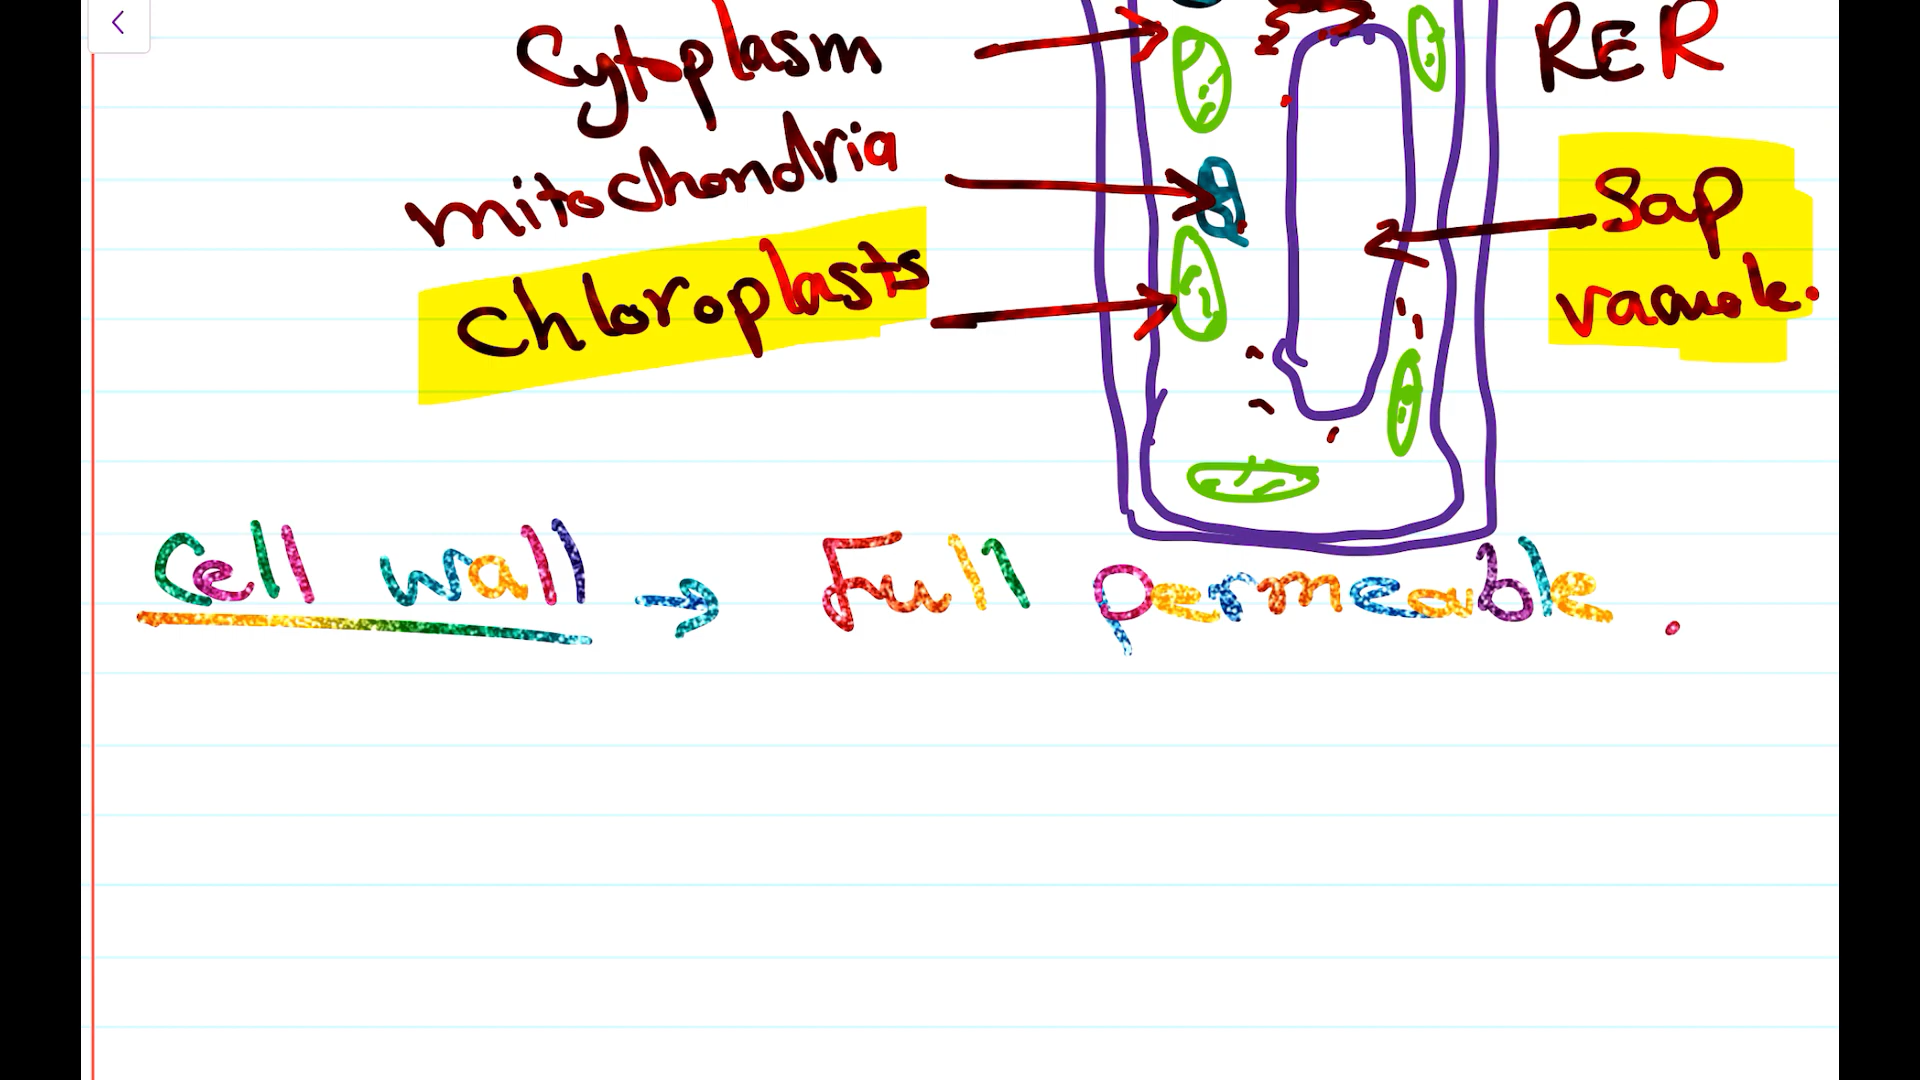 Cytoplasm
RER
mitochondria
Sap
vacuole.
Chloroplasts
Cell wall → Full permeable.